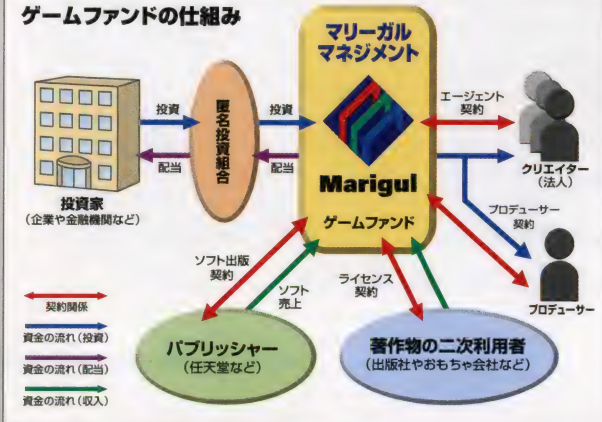 ゲームファンドの仕組み
マリーガル
マネジメント
Marigul
ゲームファンド
投資
配当
匿名投資組合
投資
配当
投資家
(企業や金融機関など)
エージェント
契約
クリエイター
(法人)
プロデューサー
契約
プロデューサー
ソフト出版
契約
ソフト
売上
ライセンス
契約
パブリッシャー
(任天堂など)
著作物の二次利用者
(出版社やおもちゃ会社など)
契約関係
資金の流れ(投資)
資金の流れ(配当)
資金の流れ(収入)